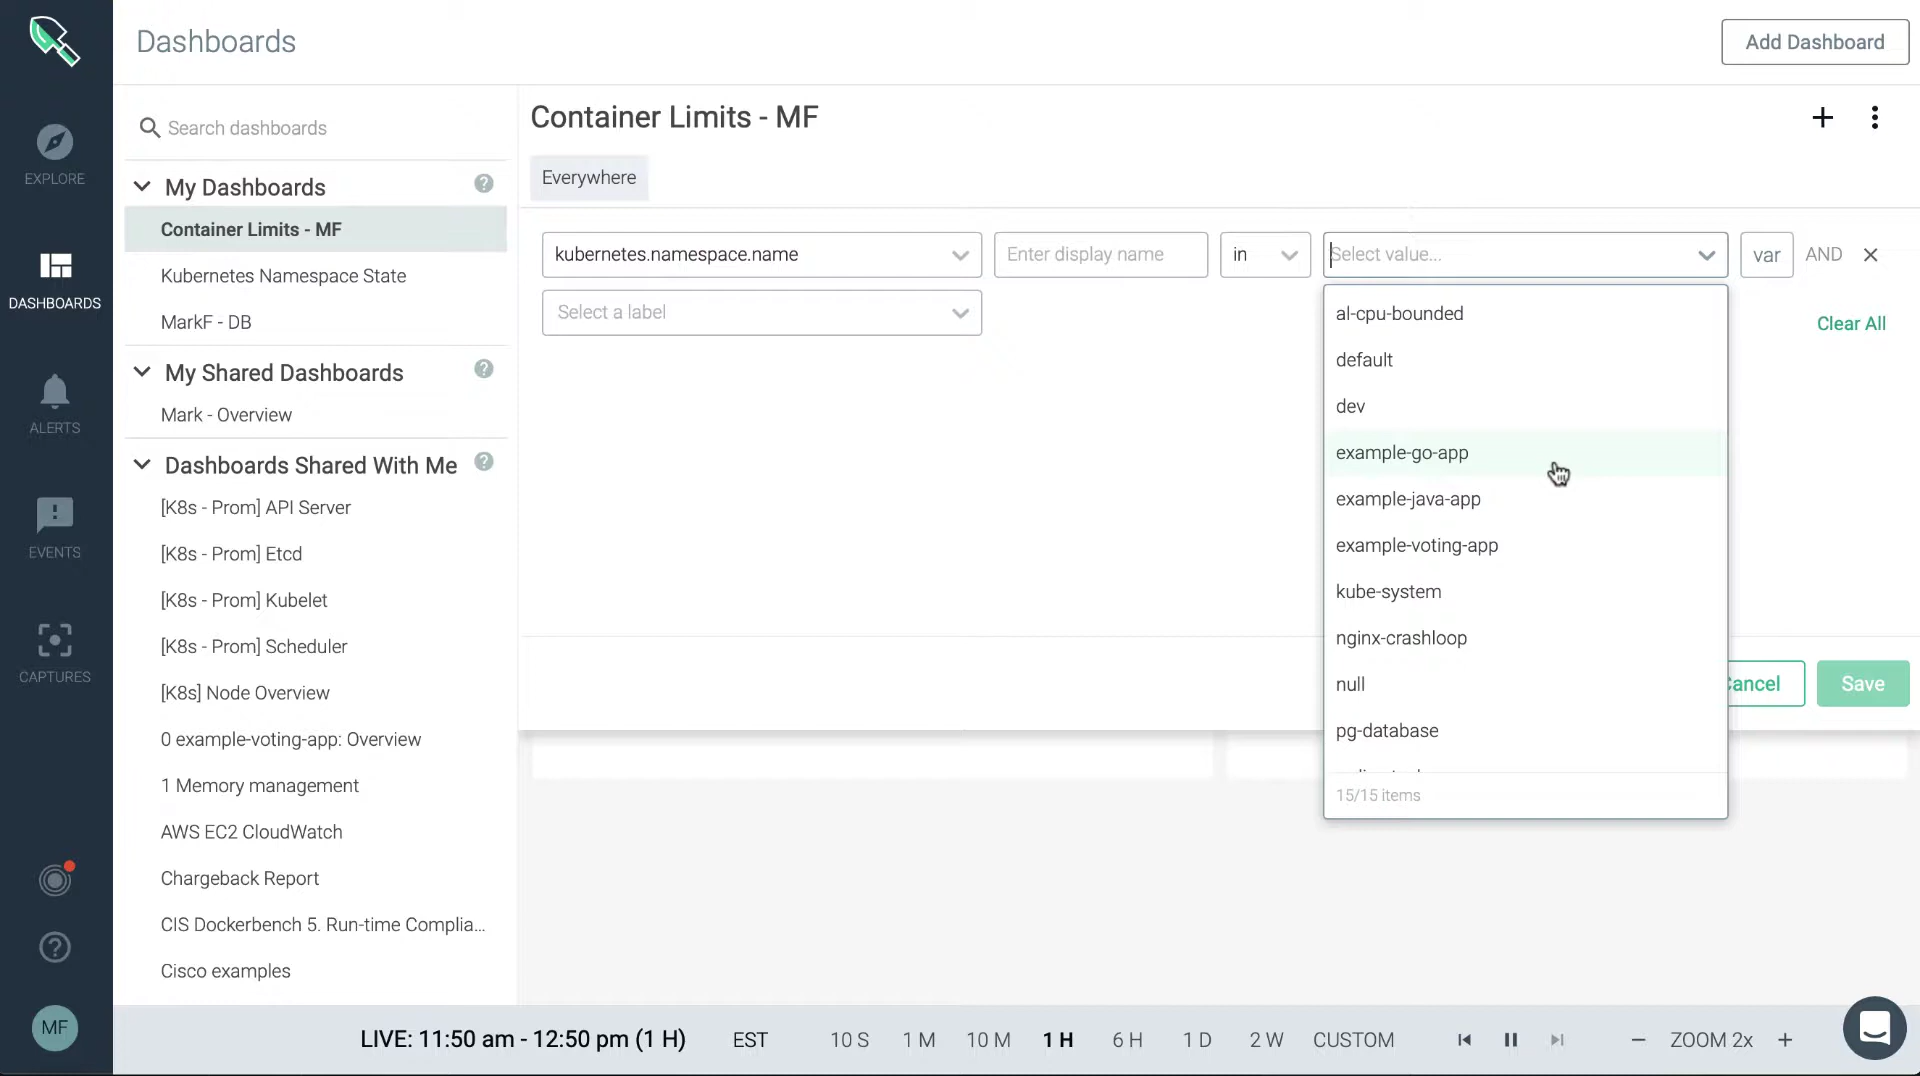 Dashboards
Add Dashboard
EXPLORE
DASHBOARDS
ALERTS
EVENTS
CAPTURES
MF
Search dashboards
My Dashboards
Container Limits - MF
Kubernetes Namespace State
MarkF - DB
My Shared Dashboards
Mark - Overview
Dashboards Shared With Me
[K8s - Prom] API Server
[K8s - Prom] Etcd
[K8s - Prom] Kubelet
[K8s - Prom] Scheduler
[K8s] Node Overview
0 example-voting-app: Overview
1 Memory management
AWS EC2 CloudWatch
Chargeback Report
CIS Dockerbench 5. Run-time Complia...
Cisco examples
Container Limits - MF
Everywhere
kubernetes.namespace.name Enter display name in Select value... var AND
Select a label
Clear All
al-cpu-bounded
default
dev
example-go-app
example-java-app
example-voting-app
kube-system
nginx-crashloop
null
pg-database
15/15 items
Cancel Save
LIVE: 11:50 am - 12:50 pm (1 H) EST 10 S 1 M 10 M 1 H 6 H 1 D 2 W CUSTOM ZOOM 2x